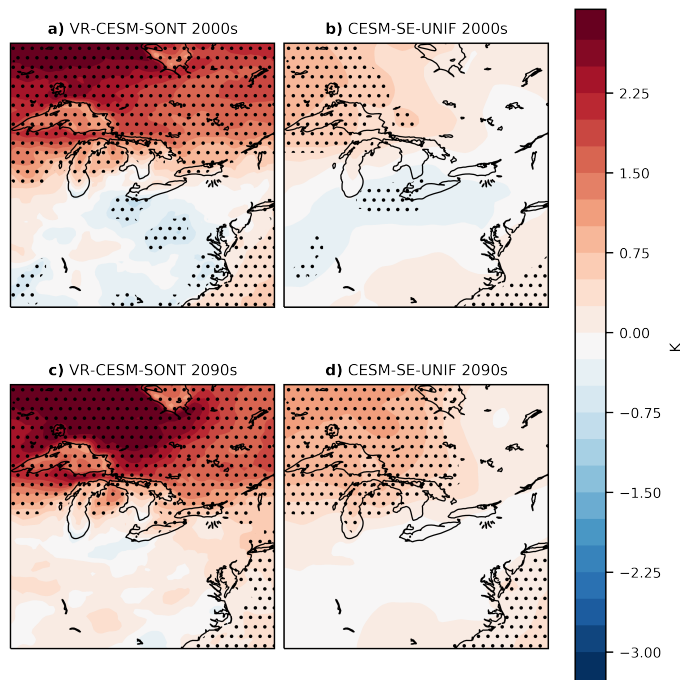 a) VR-CESM-SONT 2000s
b) CESM-SE-UNIF 2000s
c) VR-CESM-SONT 2090s
d) CESM-SE-UNIF 2090s
2.25
1.50
0.75
0.00
−0.75
−1.50
−2.25
−3.00
K